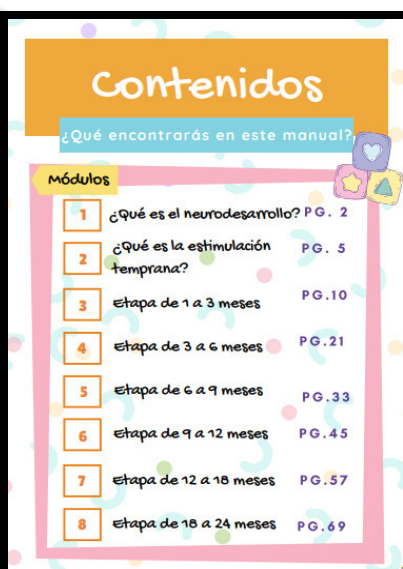 Contenidos
¿Qué encontrarás en este manual?
Módulos
1 ¿Qué es el neurodesarrollo? PG. 2
2 ¿Qué es la estimulación temprana? PG. 5
3 Etapa de 1 a 3 meses PG.10
4 Etapa de 3 a 6 meses PG.21
5 Etapa de 6 a 9 meses PG.33
6 Etapa de 9 a 12 meses PG.45
7 Etapa de 12 a 18 meses PG.57
8 Etapa de 18 a 24 meses PG.69